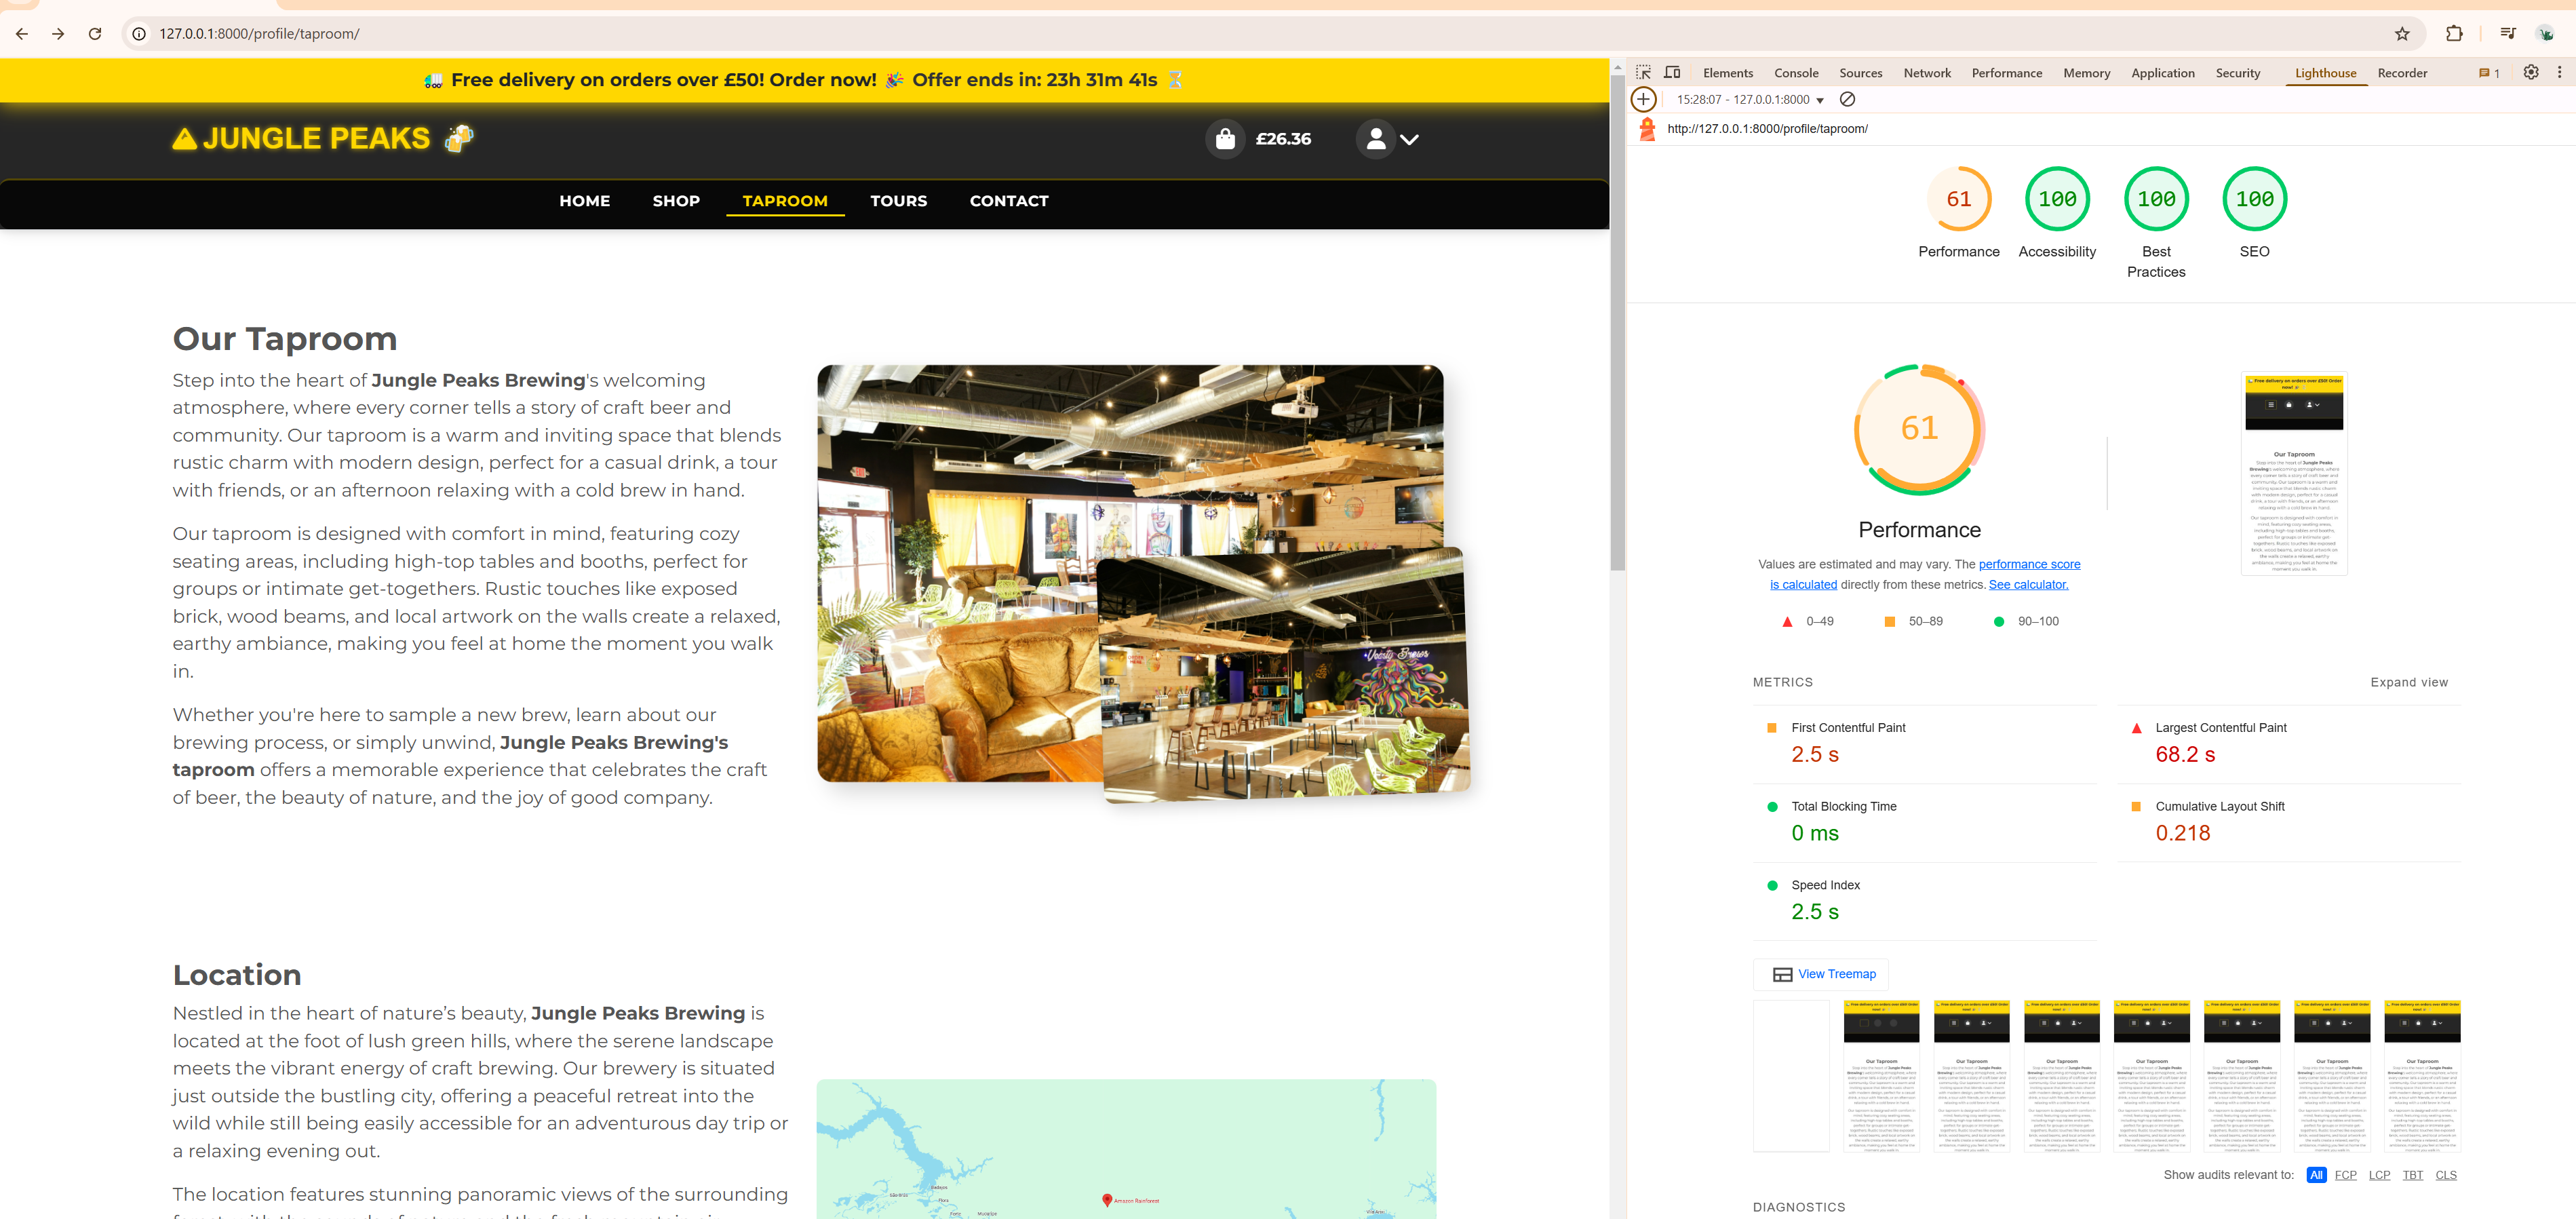 127.0.0.1:8000/profile/taproom/
Free delivery on orders over £50! Order now! 🎉 Offer ends in: 23h 31m 41s ⏳
JUNGLE PEAKS 🍻
£26.36
HOME SHOP TAPROOM TOURS CONTACT
Our Taproom
Step into the heart of Jungle Peaks Brewing's welcoming
atmosphere, where every corner tells a story of craft beer and
community. Our taproom is a warm and inviting space that blends
rustic charm with modern design, perfect for a casual drink, a tour
with friends, or an afternoon relaxing with a cold brew in hand.
Our taproom is designed with comfort in mind, featuring cozy
seating areas, including high-top tables and booths, perfect for
groups or intimate get-togethers. Rustic touches like exposed
brick, wood beams, and local artwork on the walls create a relaxed,
earthy ambiance, making you feel at home the moment you walk
in.
Whether you're here to sample a new brew, learn about our
brewing process, or simply unwind, Jungle Peaks Brewing's
taproom offers a memorable experience that celebrates the craft
of beer, the beauty of nature, and the joy of good company.
Location
Nestled in the heart of nature’s beauty, Jungle Peaks Brewing is
located at the foot of lush green hills, where the serene landscape
meets the vibrant energy of craft brewing. Our brewery is situated
just outside the bustling city, offering a peaceful retreat into the
wild while still being easily accessible for an adventurous day trip or
a relaxing evening out.
The location features stunning panoramic views of the surrounding
Amazon Rainforest
Elements Console Sources Network Performance Memory Application Security Lighthouse Recorder 1
15:28:07 - 127.0.0.1:8000
http://127.0.0.1:8000/profile/taproom/
61 100 100 100
Performance Accessibility Best Practices SEO
61
Performance
Values are estimated and may vary. The performance score
is calculated directly from these metrics. See calculator.
0–49 50–89 90–100
Our Taproom
METRICS
Expand view
First Contentful Paint
2.5 s
Largest Contentful Paint
68.2 s
Total Blocking Time
0 ms
Cumulative Layout Shift
0.218
Speed Index
2.5 s
View Treemap
Our Taproom
Our Taproom
Our Taproom
Our Taproom
Our Taproom
Our Taproom
Our Taproom
Show audits relevant to: All FCP LCP TBT CLS
DIAGNOSTICS